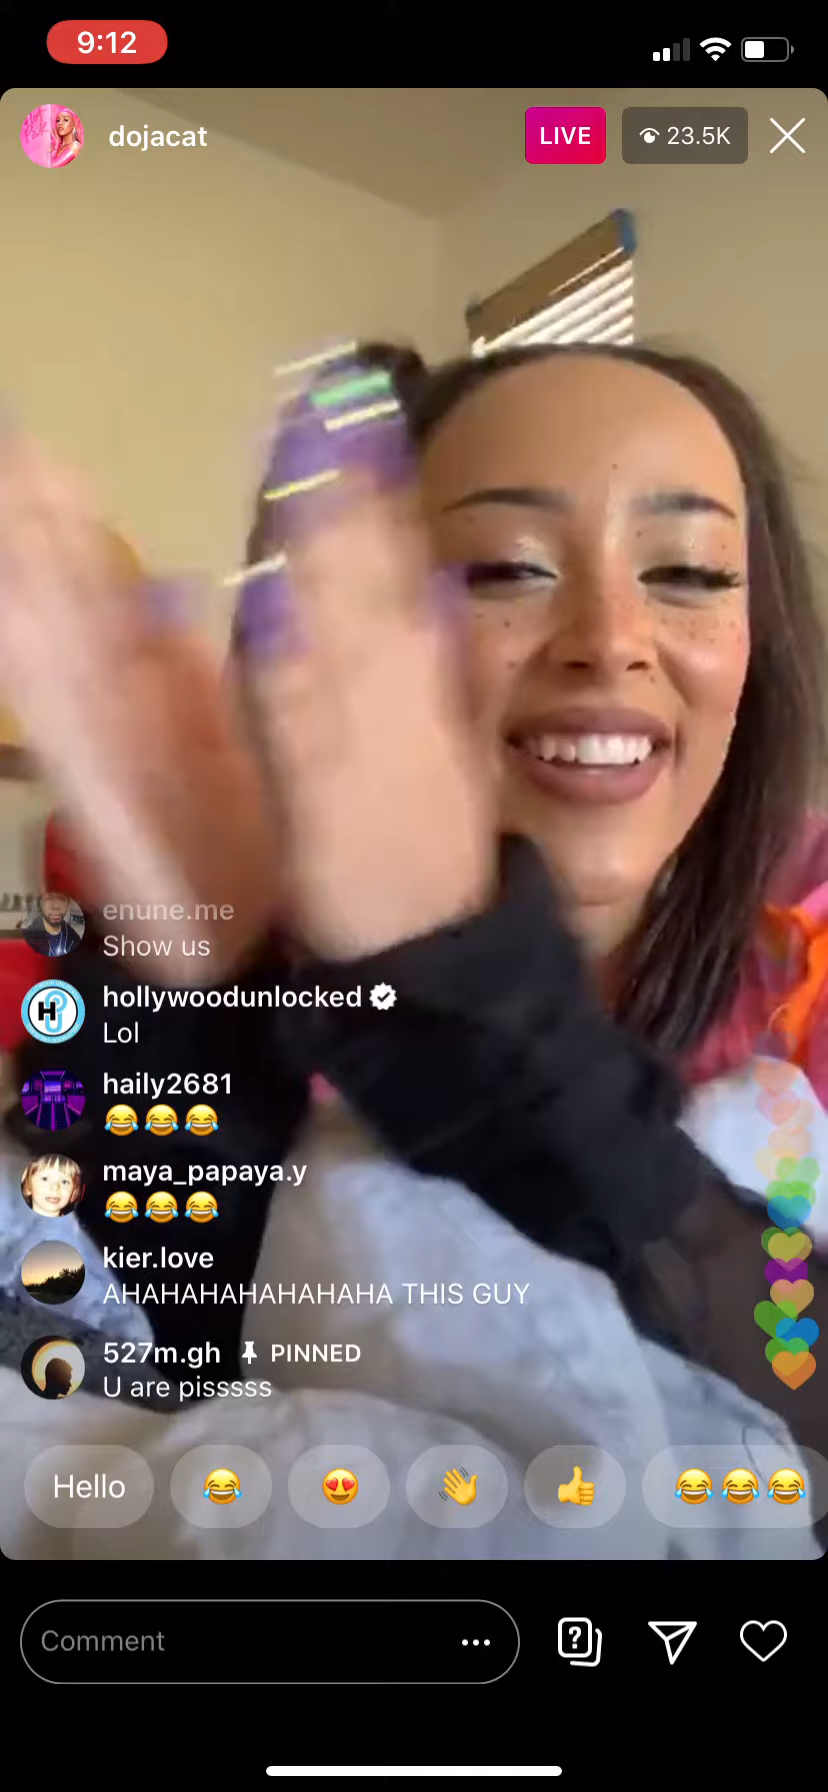 9:12
dojacat
LIVE
23.5K
enune.me
Show us
hollywoodunlocked
Lol
haily2681
😂😂😂
maya_papaya.y
😂😂😂
kier.love
AHAHAHAHAHAHAHA THIS GUY
527m.gh PINNED
U are pisssss
Hello 😂 😍 👋 👍 😂😂😂
Comment